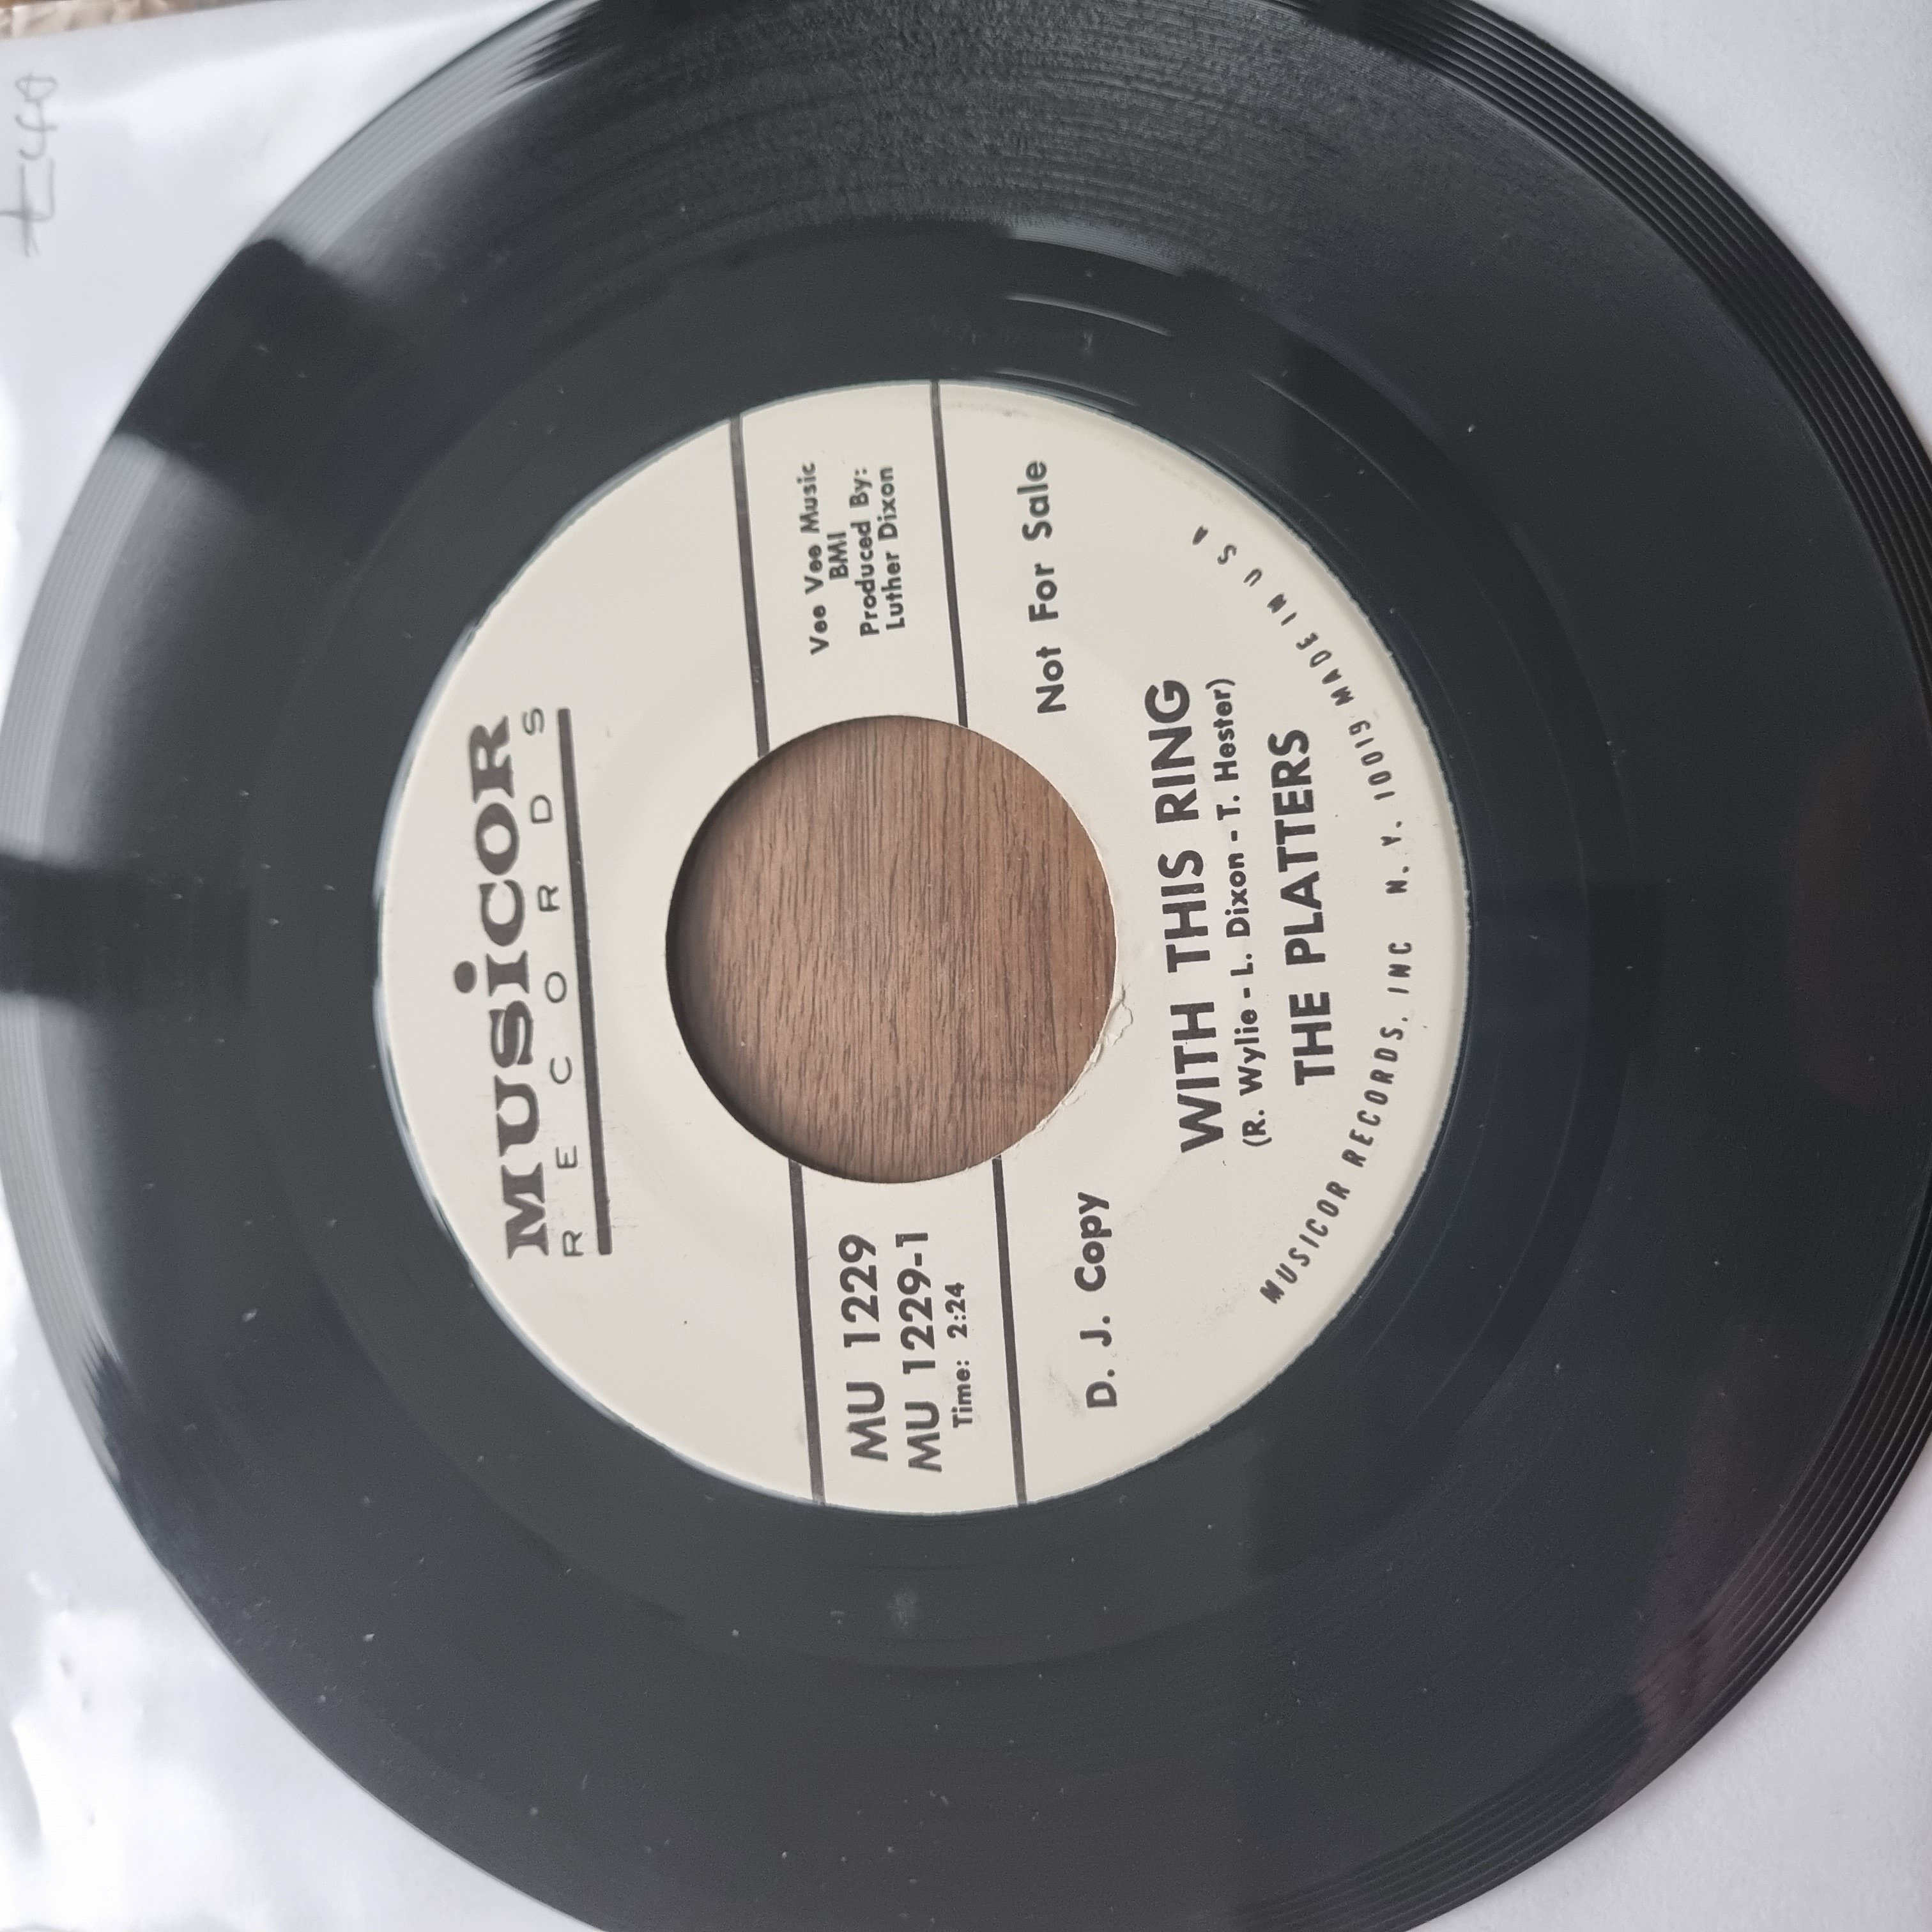 MUSICOR
RECORDS
MU 1229
MU 1229-1
Time: 2:24
Vee Vee Music
BMI
Produced By:
Luther Dixon
D. J. Copy
Not For Sale
WITH THIS RING
(R. Wylie - L. Dixon - T. Hester)
THE PLATTERS
MUSICOR RECORDS, INC N. Y. 10019 MADE IN U S A